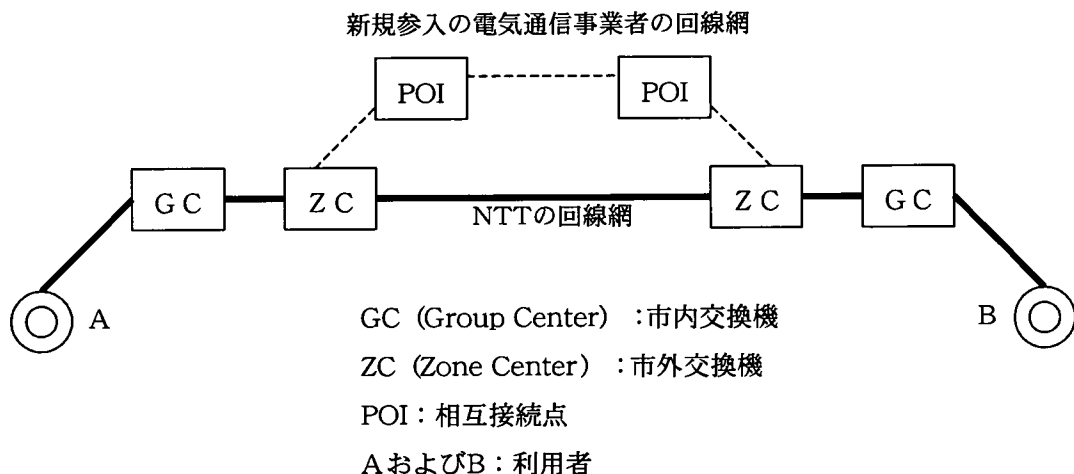 新規参入の電気通信事業者の回線網
POI
POI
GC
ZC
NTTの回線網
ZC
GC
A
B
GC (Group Center) :市内交換機
ZC (Zone Center) :市外交換機
POI:相互接続点
AおよびB:利用者